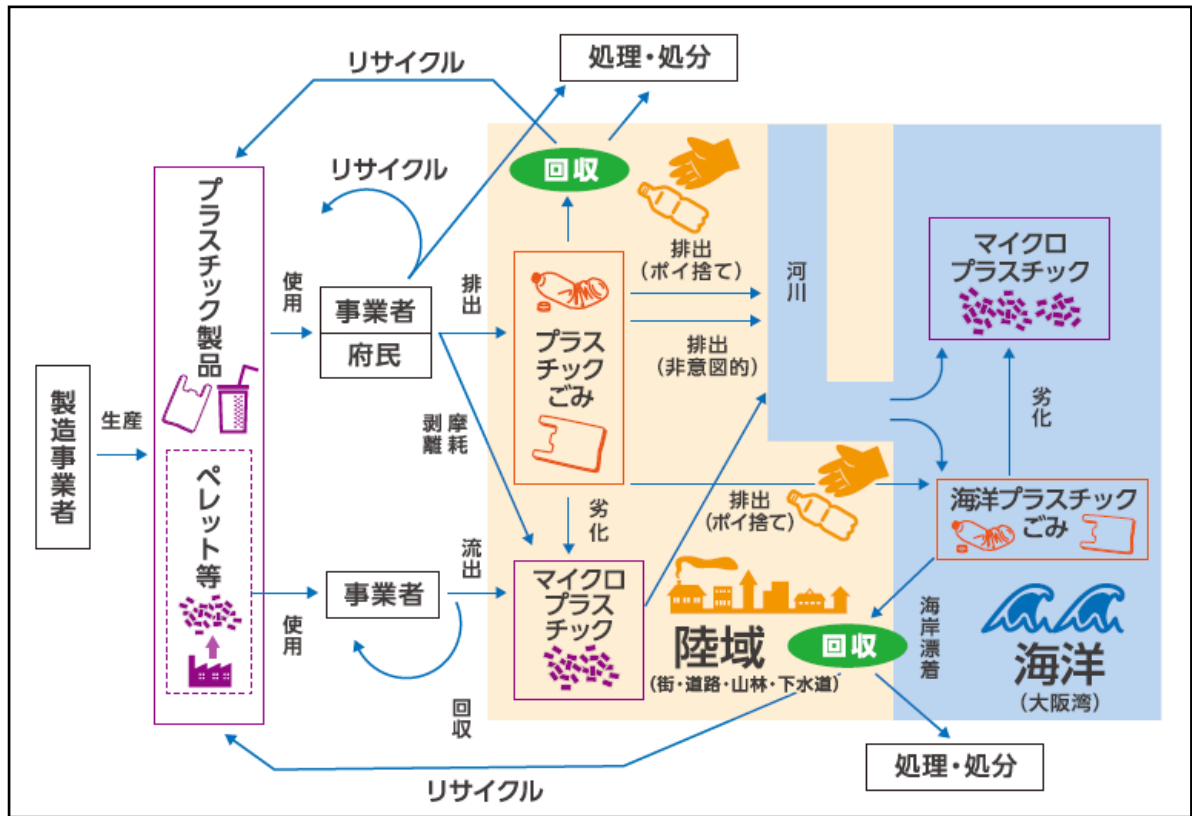 リサイクル
処理・処分
リサイクル
回収
プラスチック製品
使用
事業者
府民
排出
プラス
チック
ごみ
排出
(ポイ捨て)
排出
(非意図的)
河川
マイクロ
プラスチック
製造事業者
生産
剥離
摩耗
劣化
劣化
排出
(ポイ捨て)
海洋プラスチック
ごみ
ペレット等
使用
事業者
流出
回収
マイクロ
プラス
チック
陸域
(街・道路・山林・下水道)
回収
海岸漂着
海洋
(大阪湾)
リサイクル
処理・処分